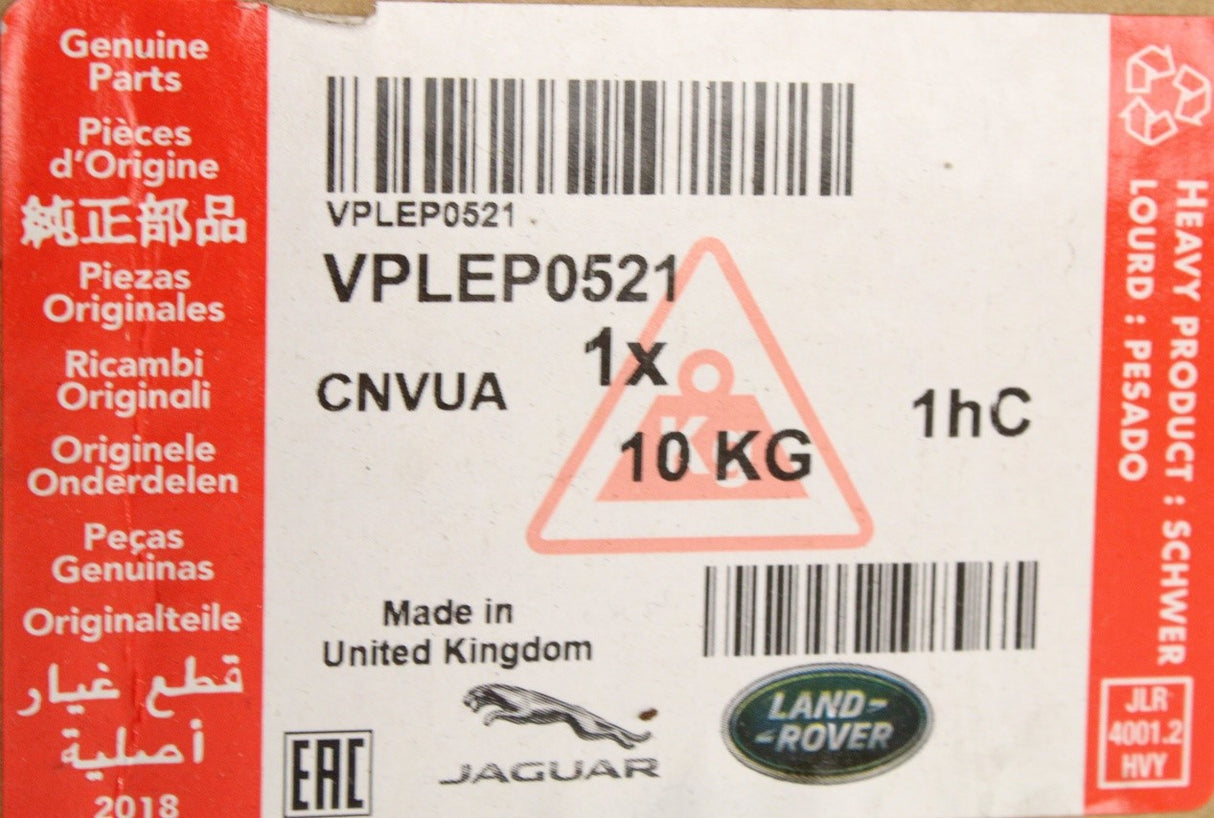 Genuine
Parts
Pièces
d'Origine
純正部品
Piezas
Originales
Ricambi
Originali
Originele
Onderdelen
Peças
Genuinas
Originalteile
قطع غيار
أصلية
2018
VPLEP0521
VPLEP0521
1x
CNVUA
1hC
Kg
10 KG
Made in
United Kingdom
EAC
JAGUAR
LAND-
-ROVER
HEAVY PRODUCT : SCHWER
LOURD : PESADO
JLR
4001.2
HVY